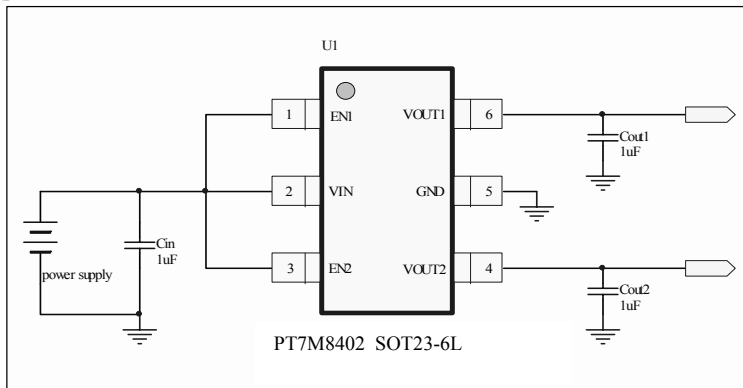 U1
1 EN1 VOUT1 6
Cout1
1uF
2 VIN GND 5
Cin
1uF
power supply
3 EN2 VOUT2 4
Cout2
1uF
PT7M8402 SOT23-6L